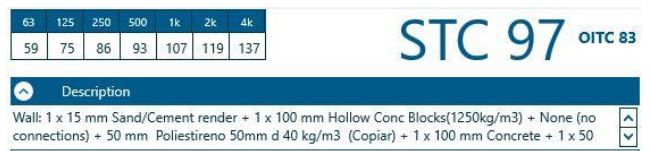 63 125 250 500 1k 2k 4k
59 75 86 93 107 119 137
STC 97 OITC 83
Description
Wall: 1 x 15 mm Sand/Cement render + 1 x 100 mm Hollow Conc Blocks(1250kg/m3) + None (no
connections) + 50 mm  Poliestireno 50mm d 40 kg/m3  (Copiar) + 1 x 100 mm Concrete + 1 x 50